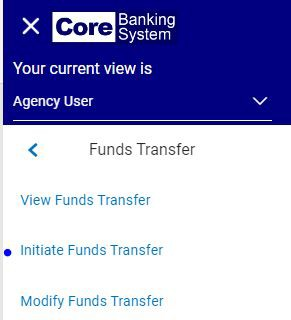 Core Banking
System
Your current view is
Agency User
Funds Transfer
View Funds Transfer
Initiate Funds Transfer
Modify Funds Transfer